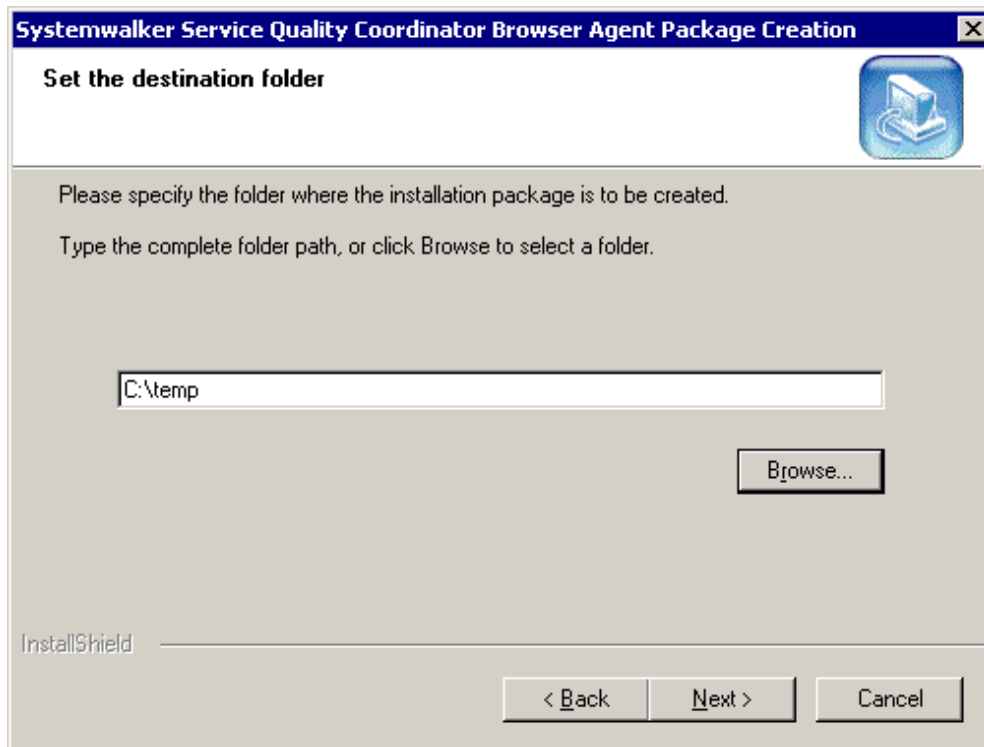 Systemwalker Service Quality Coordinator Browser Agent Package Creation
Set the destination folder
Please specify the folder where the installation package is to be created.
Type the complete folder path, or click Browse to select a folder.
C:\temp
Browse...
InstallShield
< Back Next > Cancel